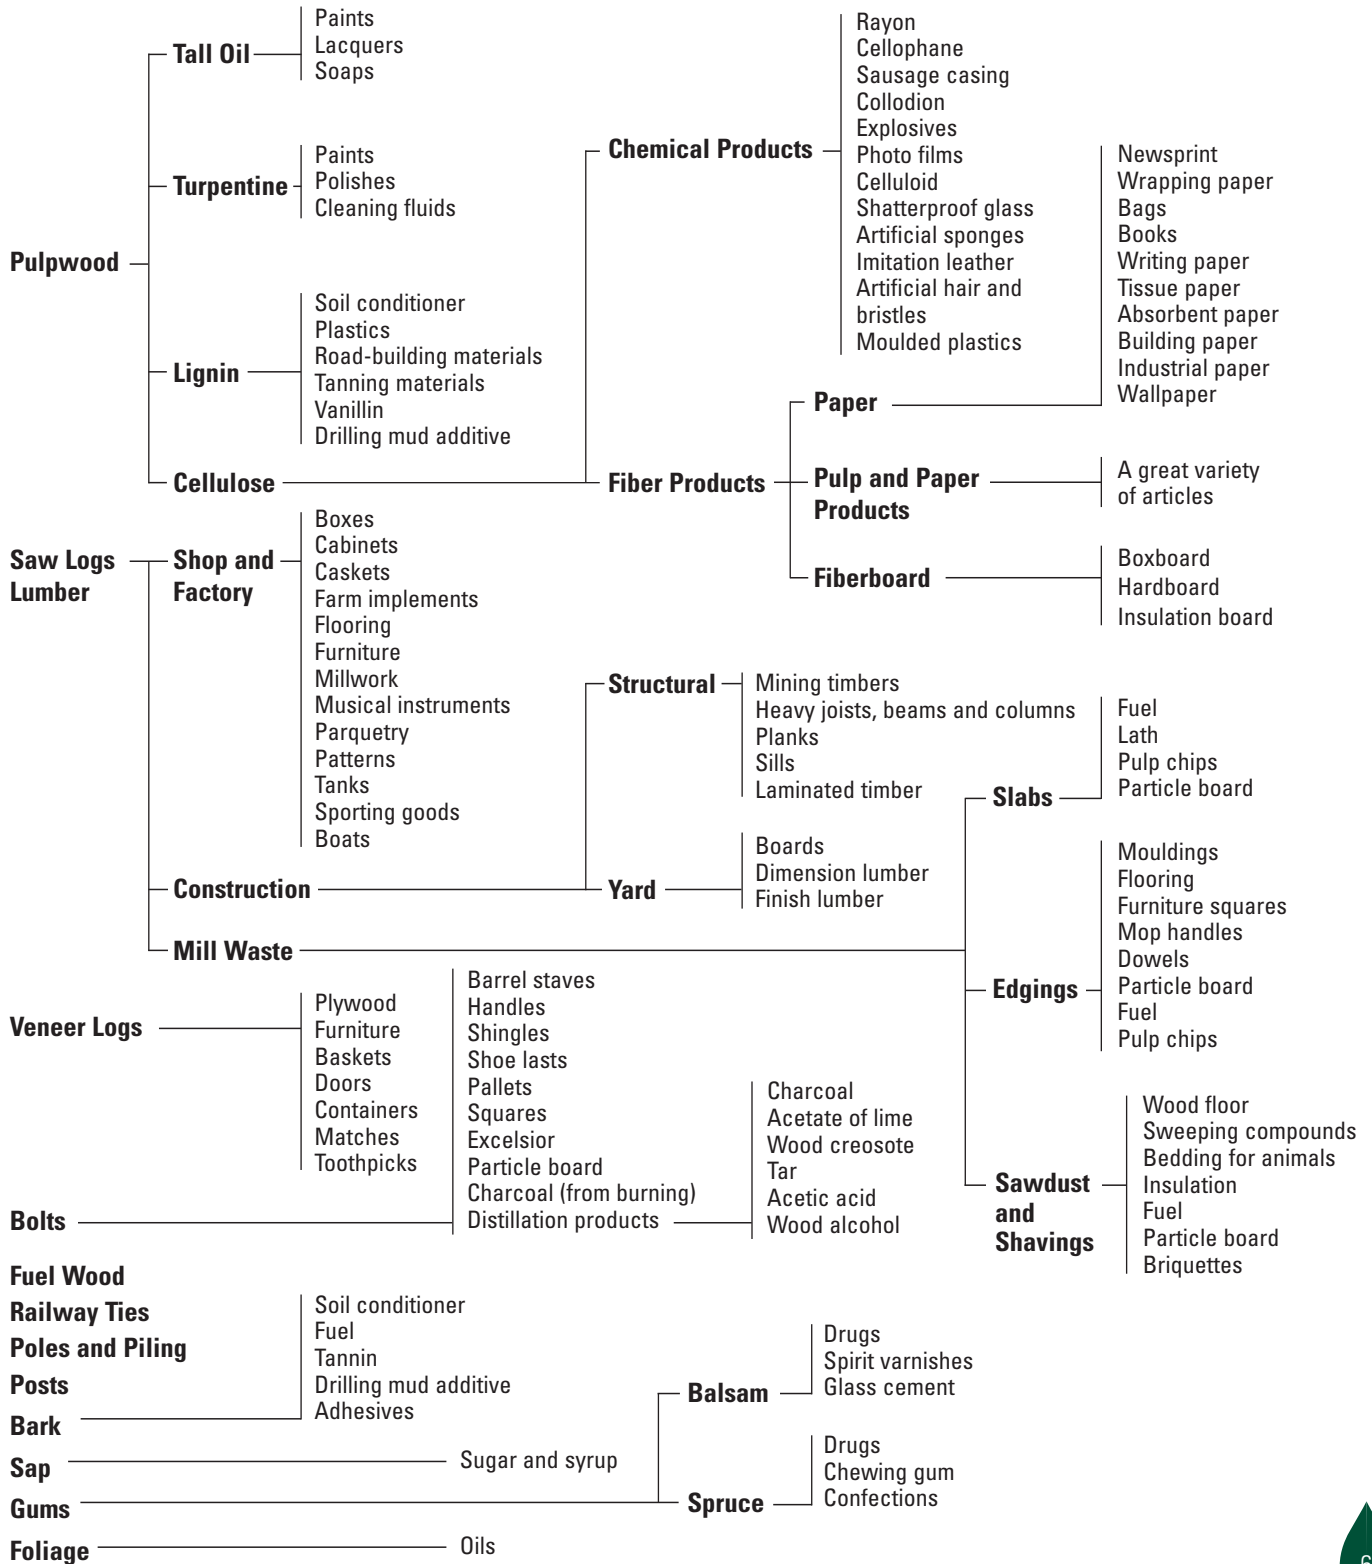 Pulpwood
Tall Oil
Paints
Lacquers
Soaps
Turpentine
Paints
Polishes
Cleaning fluids
Lignin
Soil conditioner
Plastics
Road-building materials
Tanning materials
Vanillin
Drilling mud additive
Cellulose
Chemical Products
Rayon
Cellophane
Sausage casing
Collodion
Explosives
Photo films
Celluloid
Shatterproof glass
Artificial sponges
Imitation leather
Artificial hair and
bristles
Moulded plastics
Fiber Products
Paper
Newsprint
Wrapping paper
Bags
Books
Writing paper
Tissue paper
Absorbent paper
Building paper
Industrial paper
Wallpaper
Pulp and Paper
Products
A great variety
of articles
Fiberboard
Boxboard
Hardboard
Insulation board
Saw Logs
Lumber
Shop and
Factory
Boxes
Cabinets
Caskets
Farm implements
Flooring
Furniture
Millwork
Musical instruments
Parquetry
Patterns
Tanks
Sporting goods
Boats
Construction
Structural
Mining timbers
Heavy joists, beams and columns
Planks
Sills
Laminated timber
Yard
Boards
Dimension lumber
Finish lumber
Mill Waste
Slabs
Fuel
Lath
Pulp chips
Particle board
Edgings
Mouldings
Flooring
Furniture squares
Mop handles
Dowels
Particle board
Fuel
Pulp chips
Sawdust
and
Shavings
Wood floor
Sweeping compounds
Bedding for animals
Insulation
Fuel
Particle board
Briquettes
Veneer Logs
Plywood
Furniture
Baskets
Doors
Containers
Matches
Toothpicks
Bolts
Barrel staves
Handles
Shingles
Shoe lasts
Pallets
Squares
Excelsior
Particle board
Charcoal (from burning)
Distillation products
Charcoal
Acetate of lime
Wood creosote
Tar
Acetic acid
Wood alcohol
Fuel Wood
Railway Ties
Poles and Piling
Posts
Bark
Soil conditioner
Fuel
Tannin
Drilling mud additive
Adhesives
Sap
Sugar and syrup
Gums
Balsam
Drugs
Spirit varnishes
Glass cement
Spruce
Drugs
Chewing gum
Confections
Foliage
Oils